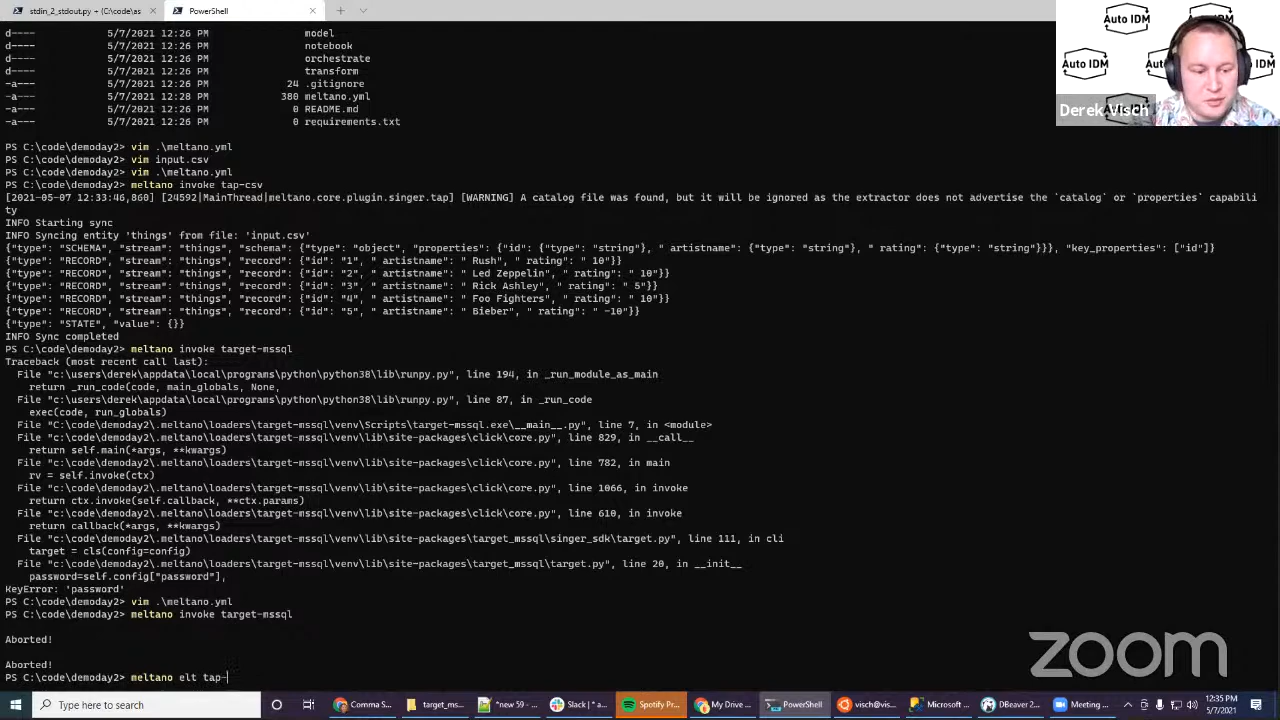 stdin_2_stdout.py + (C:\code\as
PowerShell
d---- 5/7/2021 12:26 PM model
d---- 5/7/2021 12:26 PM notebook
d---- 5/7/2021 12:26 PM orchestrate
d---- 5/7/2021 12:26 PM transform
-a--- 5/7/2021 12:26 PM 24 .gitignore
-a--- 5/7/2021 12:28 PM 380 meltano.yml
-a--- 5/7/2021 12:26 PM 0 README.md
-a--- 5/7/2021 12:26 PM 0 requirements.txt
PS C:\code\demoday2> vim .\meltano.yml
PS C:\code\demoday2> vim input.csv
PS C:\code\demoday2> vim .\meltano.yml
PS C:\code\demoday2> meltano invoke tap-csv
[2021-05-07 12:33:46,860] [24592|MainThread|meltano.core.plugin.singer.tap] [WARNING] A catalog file was found, but it will be ignored as the extractor does not advertise the `catalog` or `properties` capabili
ty
INFO Starting sync
INFO Syncing entity 'things' from file: 'input.csv'
{"type": "SCHEMA", "stream": "things", "schema": {"type": "object", "properties": {"id": {"type": "string"}, " artistname": {"type": "string"}, " rating": {"type": "string"}}}, "key_properties": ["id"]}
{"type": "RECORD", "stream": "things", "record": {"id": "1", " artistname": " Rush", " rating": " 10"}}
{"type": "RECORD", "stream": "things", "record": {"id": "2", " artistname": " Led Zeppelin", " rating": " 10"}}
{"type": "RECORD", "stream": "things", "record": {"id": "3", " artistname": " Rick Ashley", " rating": " 5"}}
{"type": "RECORD", "stream": "things", "record": {"id": "4", " artistname": " Foo Fighters", " rating": " 10"}}
{"type": "RECORD", "stream": "things", "record": {"id": "5", " artistname": " Bieber", " rating": " -10"}}
{"type": "STATE", "value": {}}
INFO Sync completed
PS C:\code\demoday2> meltano invoke target-mssql
Traceback (most recent call last):
File "c:\users\derek\appdata\local\programs\python\python38\lib\runpy.py", line 194, in _run_module_as_main
return _run_code(code, main_globals, None,
File "c:\users\derek\appdata\local\programs\python\python38\lib\runpy.py", line 87, in _run_code
exec(code, run_globals)
File "C:\code\demoday2\.meltano\loaders\target-mssql\venv\Scripts\target-mssql.exe\__main__.py", line 7, in <module>
File "c:\code\demoday2\.meltano\loaders\target-mssql\venv\lib\site-packages\click\core.py", line 829, in __call__
return self.main(*args, **kwargs)
File "c:\code\demoday2\.meltano\loaders\target-mssql\venv\lib\site-packages\click\core.py", line 782, in main
rv = self.invoke(ctx)
File "c:\code\demoday2\.meltano\loaders\target-mssql\venv\lib\site-packages\click\core.py", line 1066, in invoke
return ctx.invoke(self.callback, **ctx.params)
File "c:\code\demoday2\.meltano\loaders\target-mssql\venv\lib\site-packages\click\core.py", line 610, in invoke
return callback(*args, **kwargs)
File "c:\code\demoday2\.meltano\loaders\target-mssql\venv\lib\site-packages\target_mssql\singer_sdk\target.py", line 111, in cli
target = cls(config=config)
File "c:\code\demoday2\.meltano\loaders\target-mssql\venv\lib\site-packages\target_mssql\target.py", line 20, in __init__
password=self.config["password"],
KeyError: 'password'
PS C:\code\demoday2> vim .\meltano.yml
PS C:\code\demoday2> meltano invoke target-mssql
Aborted!
Aborted!
PS C:\code\demoday2> meltano elt tap-
Auto IDM
Auto IDM
Auto IDM
Derek Visch
zoom
Type here to search
Comma S...
target_ms...
*new 59 - ...
Slack | * a...
Spotify Pr...
My Drive ...
PowerShell
visch@vis...
Microsoft ...
DBeaver 2...
Meeting ...
12:35 PM
5/7/2021